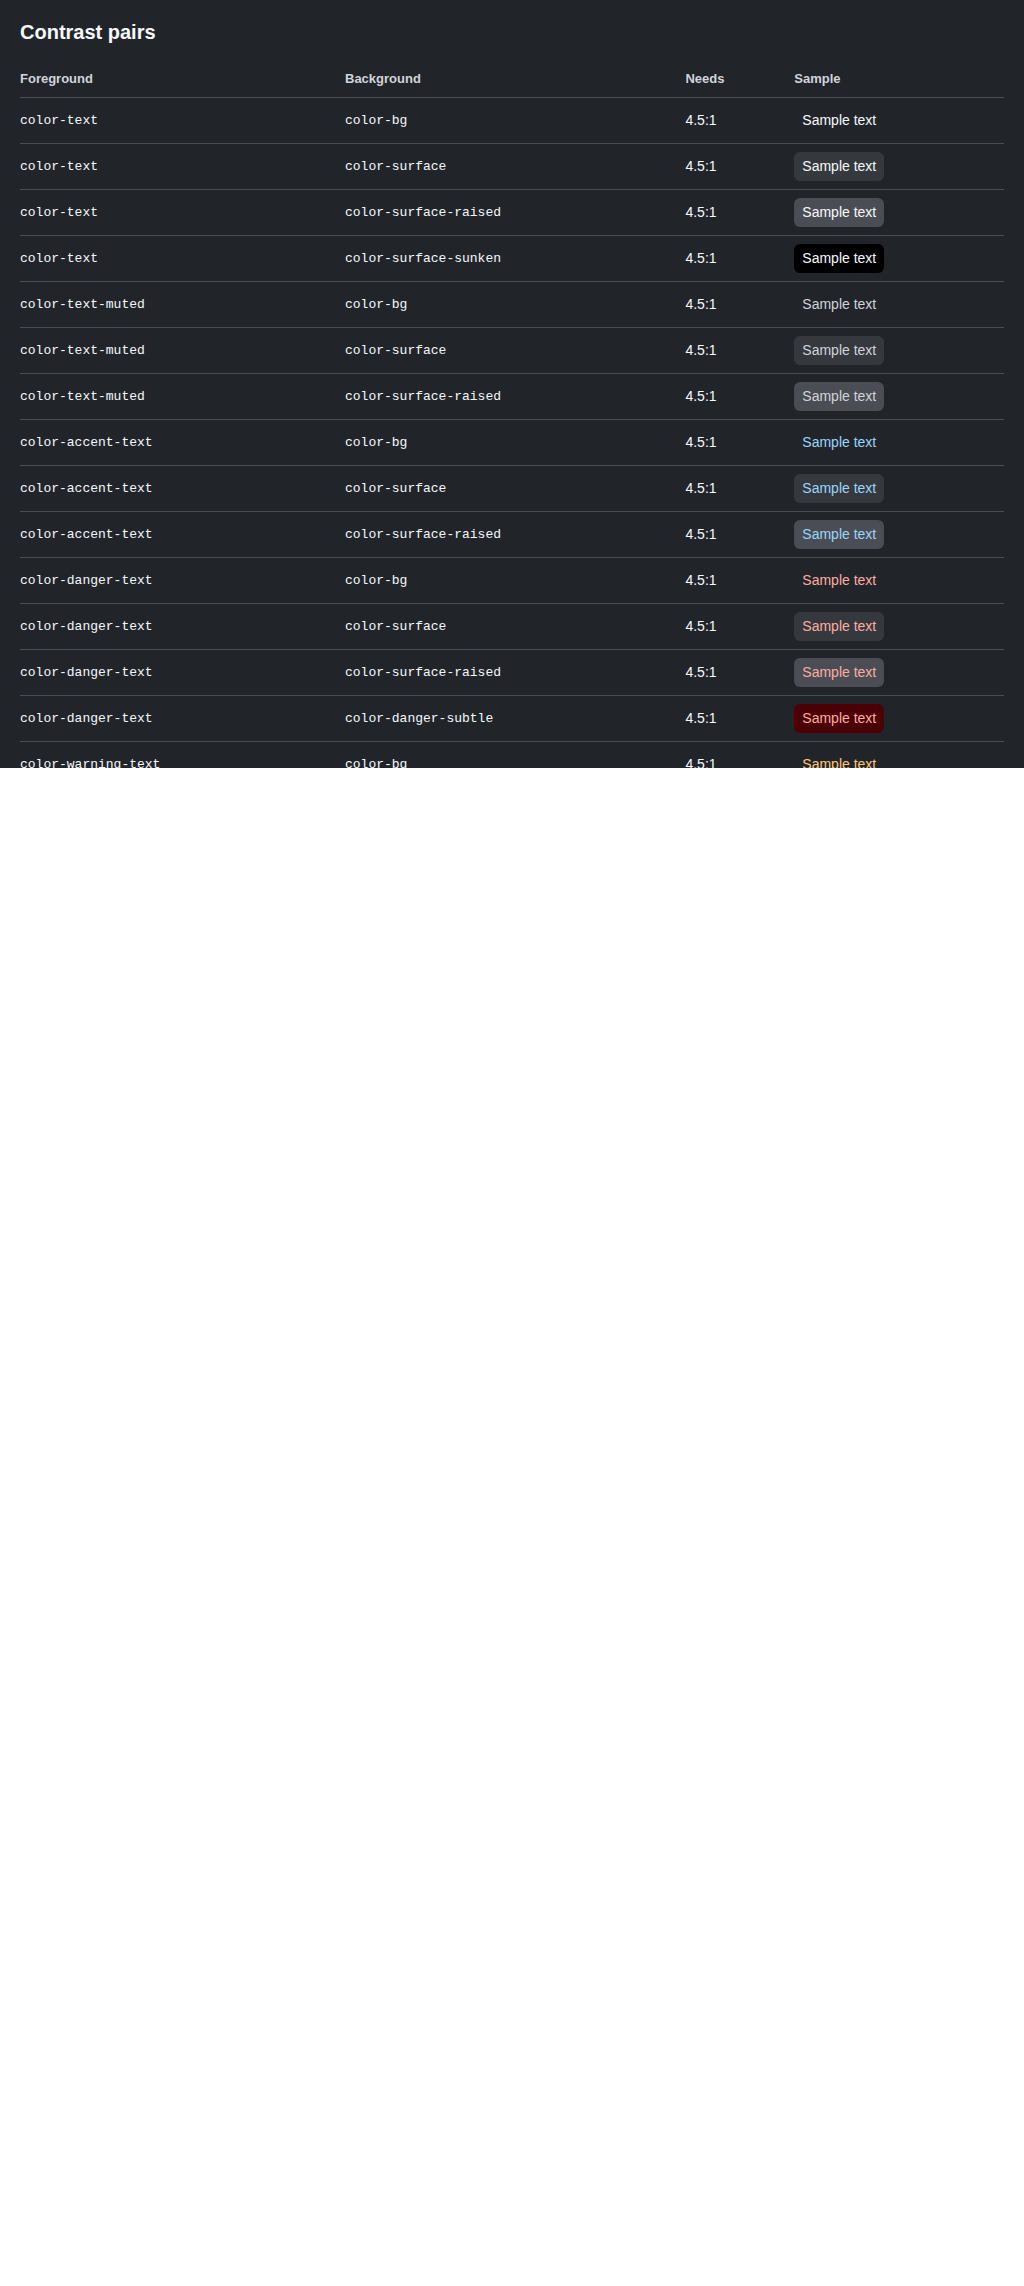 Contrast pairs
Foreground Background Needs Sample
color-text color-bg 4.5:1 Sample text
color-text color-surface 4.5:1 Sample text
color-text color-surface-raised 4.5:1 Sample text
color-text color-surface-sunken 4.5:1 Sample text
color-text-muted color-bg 4.5:1 Sample text
color-text-muted color-surface 4.5:1 Sample text
color-text-muted color-surface-raised 4.5:1 Sample text
color-accent-text color-bg 4.5:1 Sample text
color-accent-text color-surface 4.5:1 Sample text
color-accent-text color-surface-raised 4.5:1 Sample text
color-danger-text color-bg 4.5:1 Sample text
color-danger-text color-surface 4.5:1 Sample text
color-danger-text color-surface-raised 4.5:1 Sample text
color-danger-text color-danger-subtle 4.5:1 Sample text
color-warning-text color-bg 4.5:1 Sample text